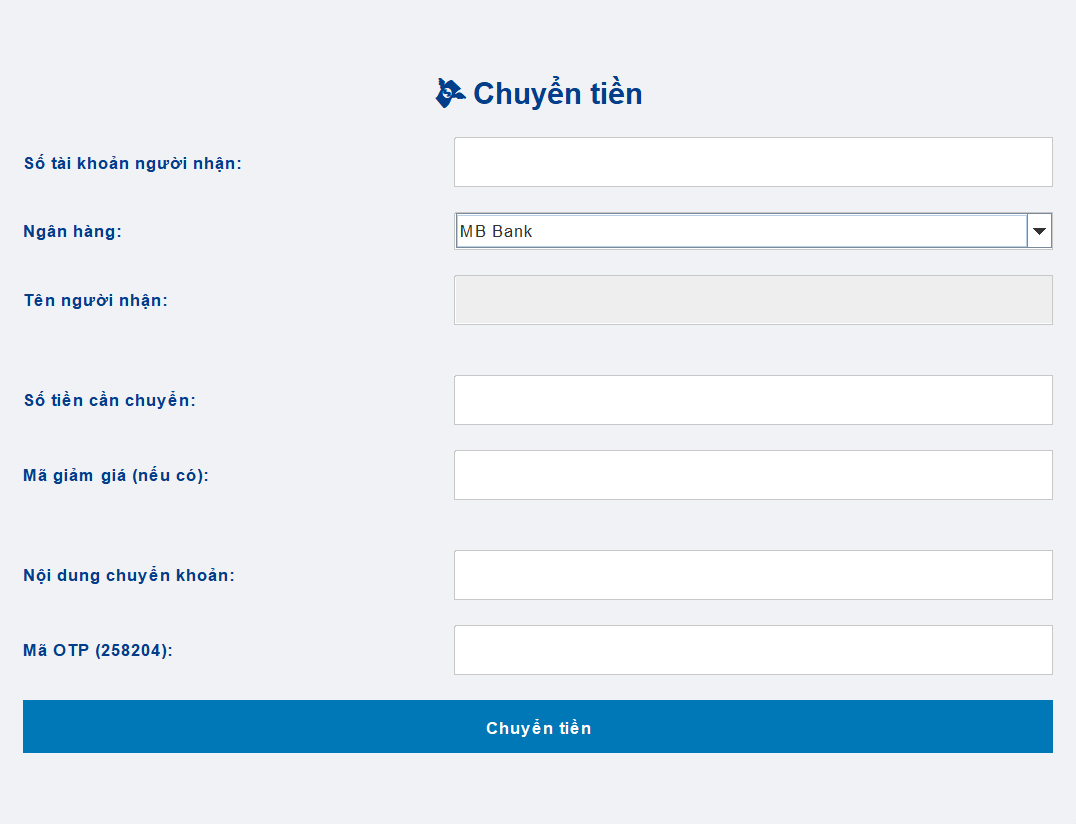 Chuyển tiền
Số tài khoản người nhận:
Ngân hàng:
MB Bank
Tên người nhận:
Số tiền cần chuyển:
Mã giảm giá (nếu có):
Nội dung chuyển khoản:
Mã OTP (258204):
Chuyển tiền